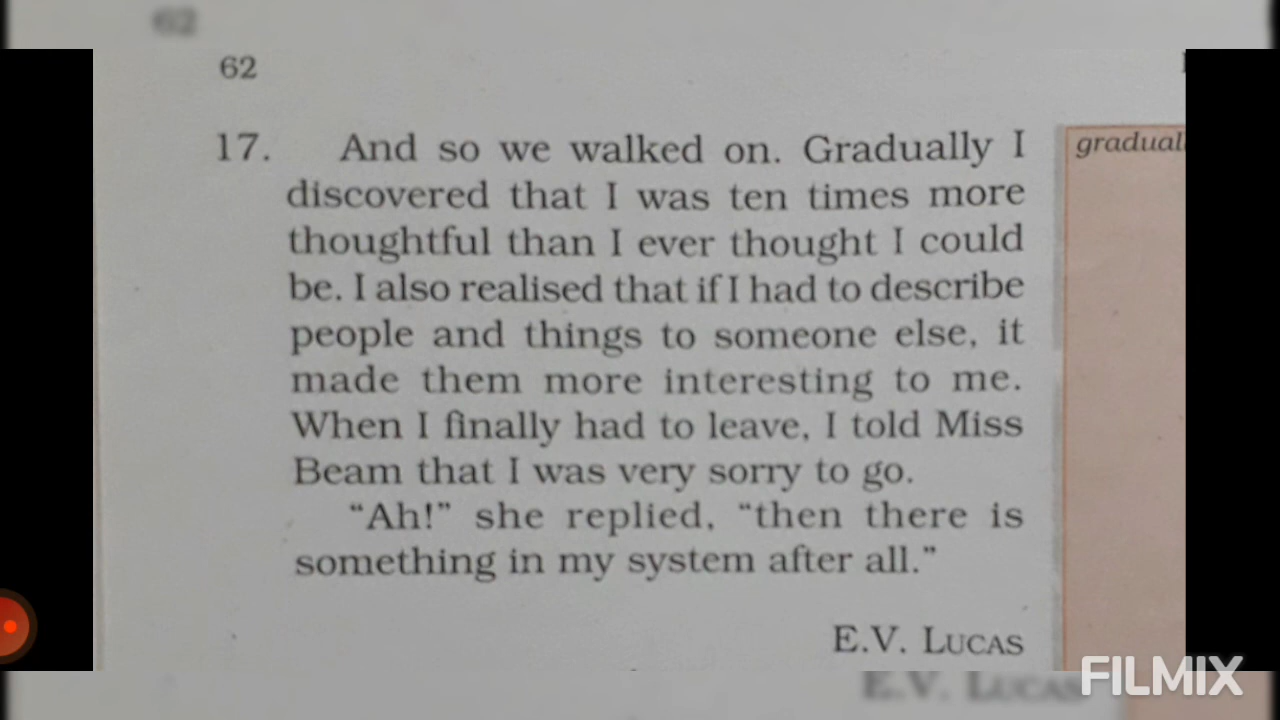 62
62
17. And so we walked on. Gradually I
discovered that I was ten times more
thoughtful than I ever thought I could
be. I also realised that if I had to describe
people and things to someone else, it
made them more interesting to me.
When I finally had to leave, I told Miss
Beam that I was very sorry to go.
“Ah!” she replied, “then there is
something in my system after all.”
E.V. LUCAS
graduall
E.V. LUCAS
FILMIX